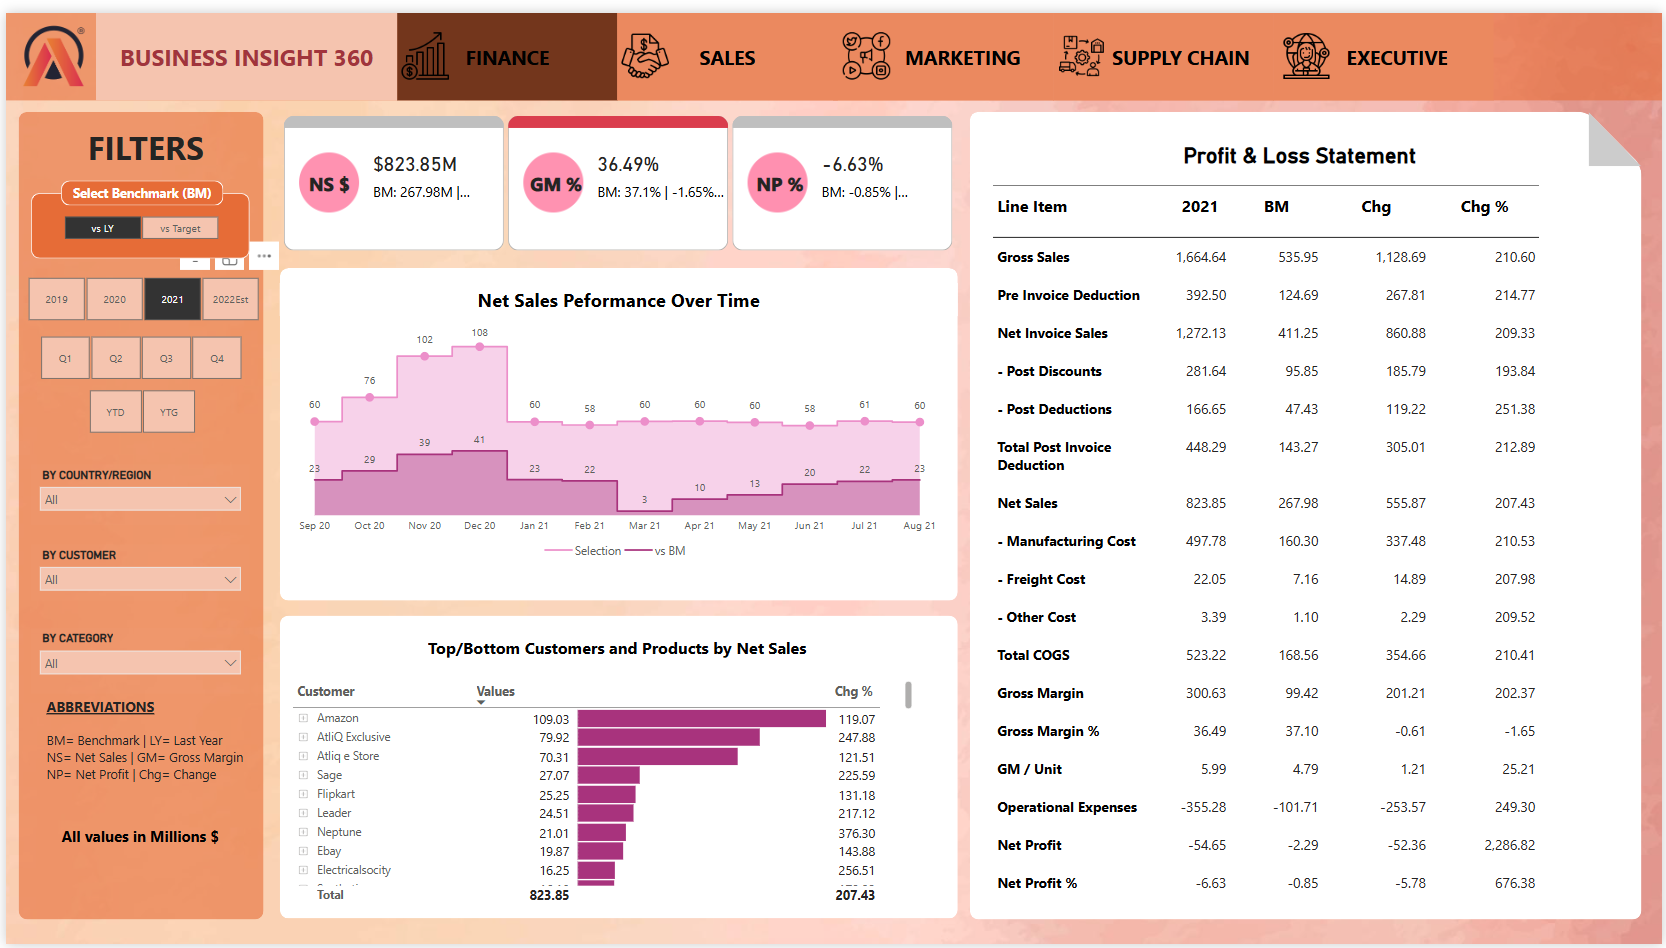 ®
BUSINESS INSIGHT 360
FINANCE
SALES
MARKETING
SUPPLY CHAIN
EXECUTIVE
FILTERS
Select Benchmark (BM)
vs LY
vs Target
2019
2020
2021
2022Est
Q1
Q2
Q3
Q4
YTD
YTG
BY COUNTRY/REGION
All
BY CUSTOMER
All
BY CATEGORY
All
ABBREVIATIONS
BM= Benchmark | LY= Last Year
NS= Net Sales | GM= Gross Margin
NP= Net Profit | Chg= Change
All values in Millions $
NS $
$823.85M
BM: 267.98M |...
GM %
36.49%
BM: 37.1% | -1.65%...
NP %
-6.63%
BM: -0.85% |...
Net Sales Peformance Over Time
60 76 102 108 60 58 60 60 60 58 61 60
23 29 39 41 23 22 3 10 13 20 22 23
Sep 20 Oct 20 Nov 20 Dec 20 Jan 21 Feb 21 Mar 21 Apr 21 May 21 Jun 21 Jul 21 Aug 21
Selection vs BM
Top/Bottom Customers and Products by Net Sales
Customer Values Chg %
Amazon 109.03 119.07
AtliQ Exclusive 79.92 247.88
Atliq e Store 70.31 121.51
Sage 27.07 225.59
Flipkart 25.25 131.18
Leader 24.51 217.12
Neptune 21.01 376.30
Ebay 19.87 143.88
Electricalsocity 16.25 256.51
Total 823.85 207.43
Profit & Loss Statement
Line Item 2021 BM Chg Chg %
Gross Sales 1,664.64 535.95 1,128.69 210.60
Pre Invoice Deduction 392.50 124.69 267.81 214.77
Net Invoice Sales 1,272.13 411.25 860.88 209.33
- Post Discounts 281.64 95.85 185.79 193.84
- Post Deductions 166.65 47.43 119.22 251.38
Total Post Invoice 448.29 143.27 305.01 212.89
Deduction
Net Sales 823.85 267.98 555.87 207.43
- Manufacturing Cost 497.78 160.30 337.48 210.53
- Freight Cost 22.05 7.16 14.89 207.98
- Other Cost 3.39 1.10 2.29 209.52
Total COGS 523.22 168.56 354.66 210.41
Gross Margin 300.63 99.42 201.21 202.37
Gross Margin % 36.49 37.10 -0.61 -1.65
GM / Unit 5.99 4.79 1.21 25.21
Operational Expenses -355.28 -101.71 -253.57 249.30
Net Profit -54.65 -2.29 -52.36 2,286.82
Net Profit % -6.63 -0.85 -5.78 676.38